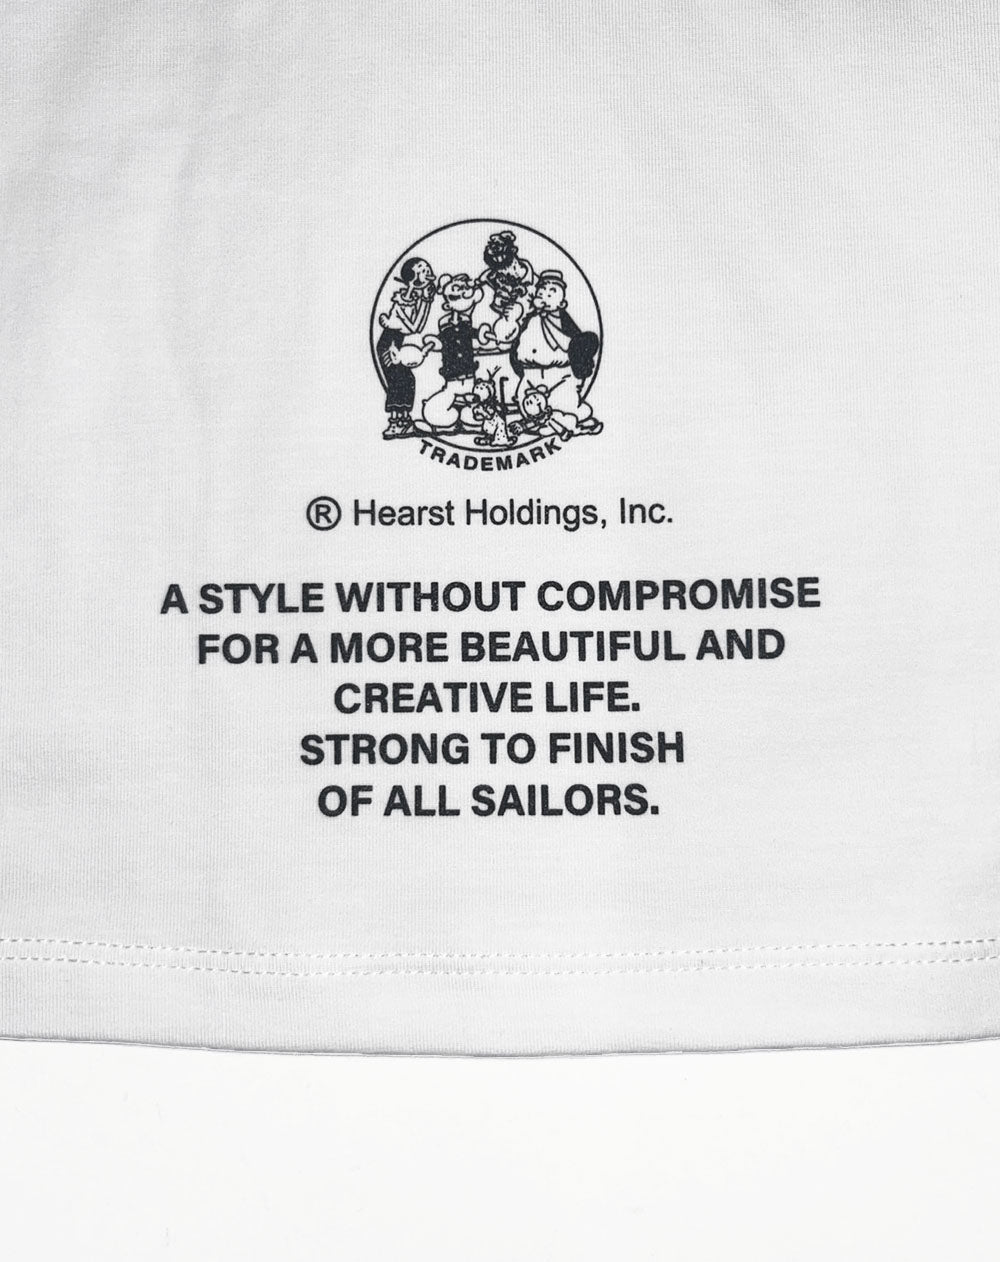 TRADEMARK
® Hearst Holdings, Inc.
A STYLE WITHOUT COMPROMISE
FOR A MORE BEAUTIFUL AND
CREATIVE LIFE.
STRONG TO FINISH
OF ALL SAILORS.